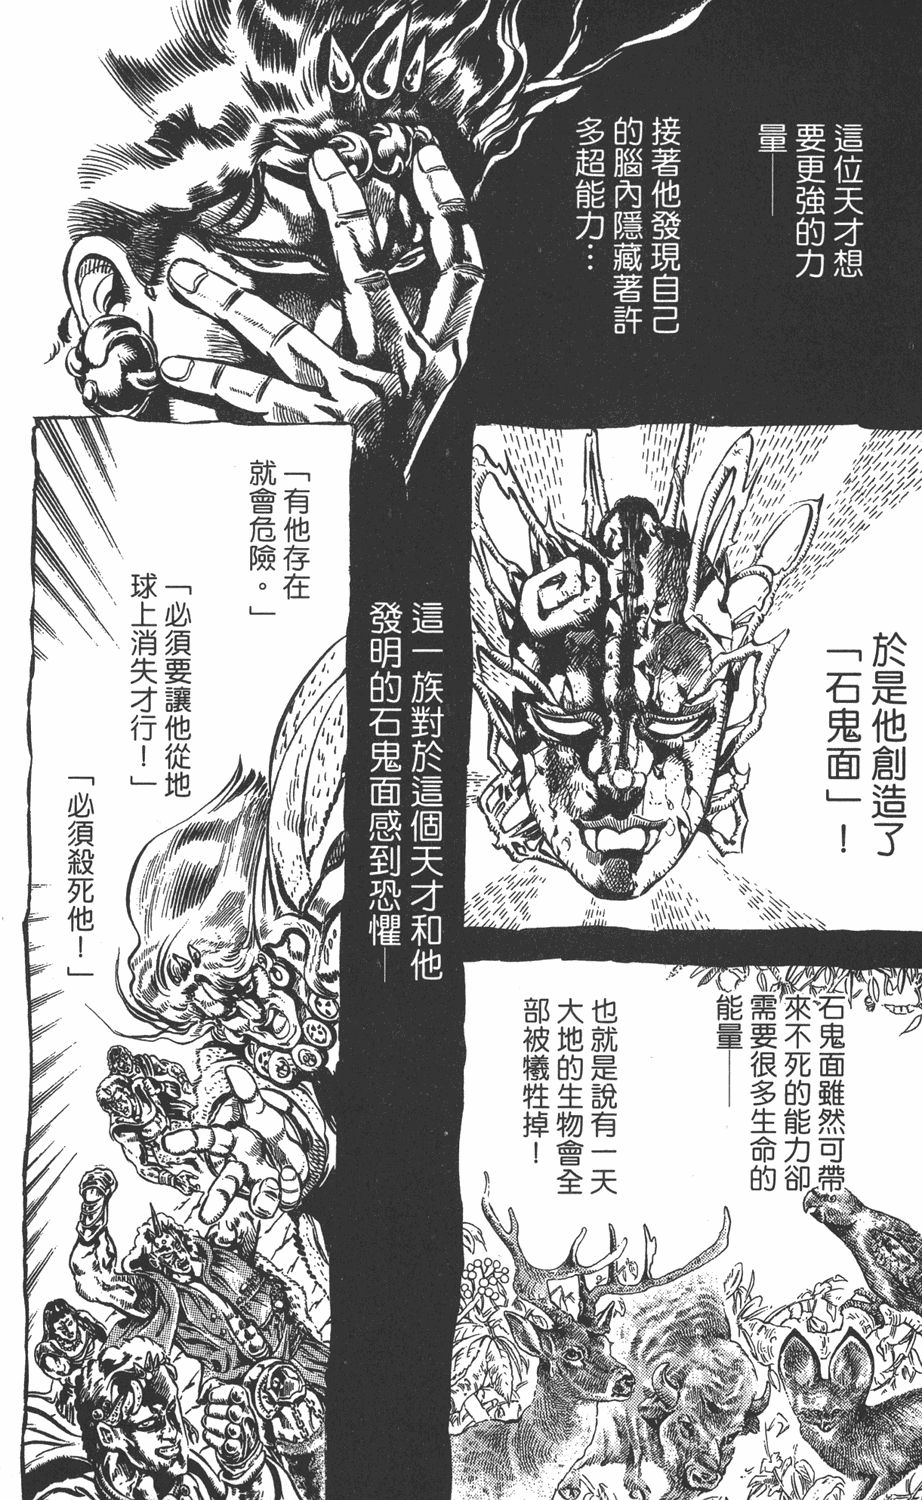 這位天才想
要更強的力
量——
接著他發現自己
的腦內隱藏著許
多超能力…
於是他創造了
「石鬼面」！
石鬼面雖然可帶
來不死的能力卻
需要很多生命的
能量——
也就是說有一天
大地的生物會全
部被犧牲掉！
這一族對於這個天才和他
發明的石鬼面感到恐懼——
「有他存在
就會危險。」
「必須要讓他從地
球上消失才行！」
「必須殺死他！」